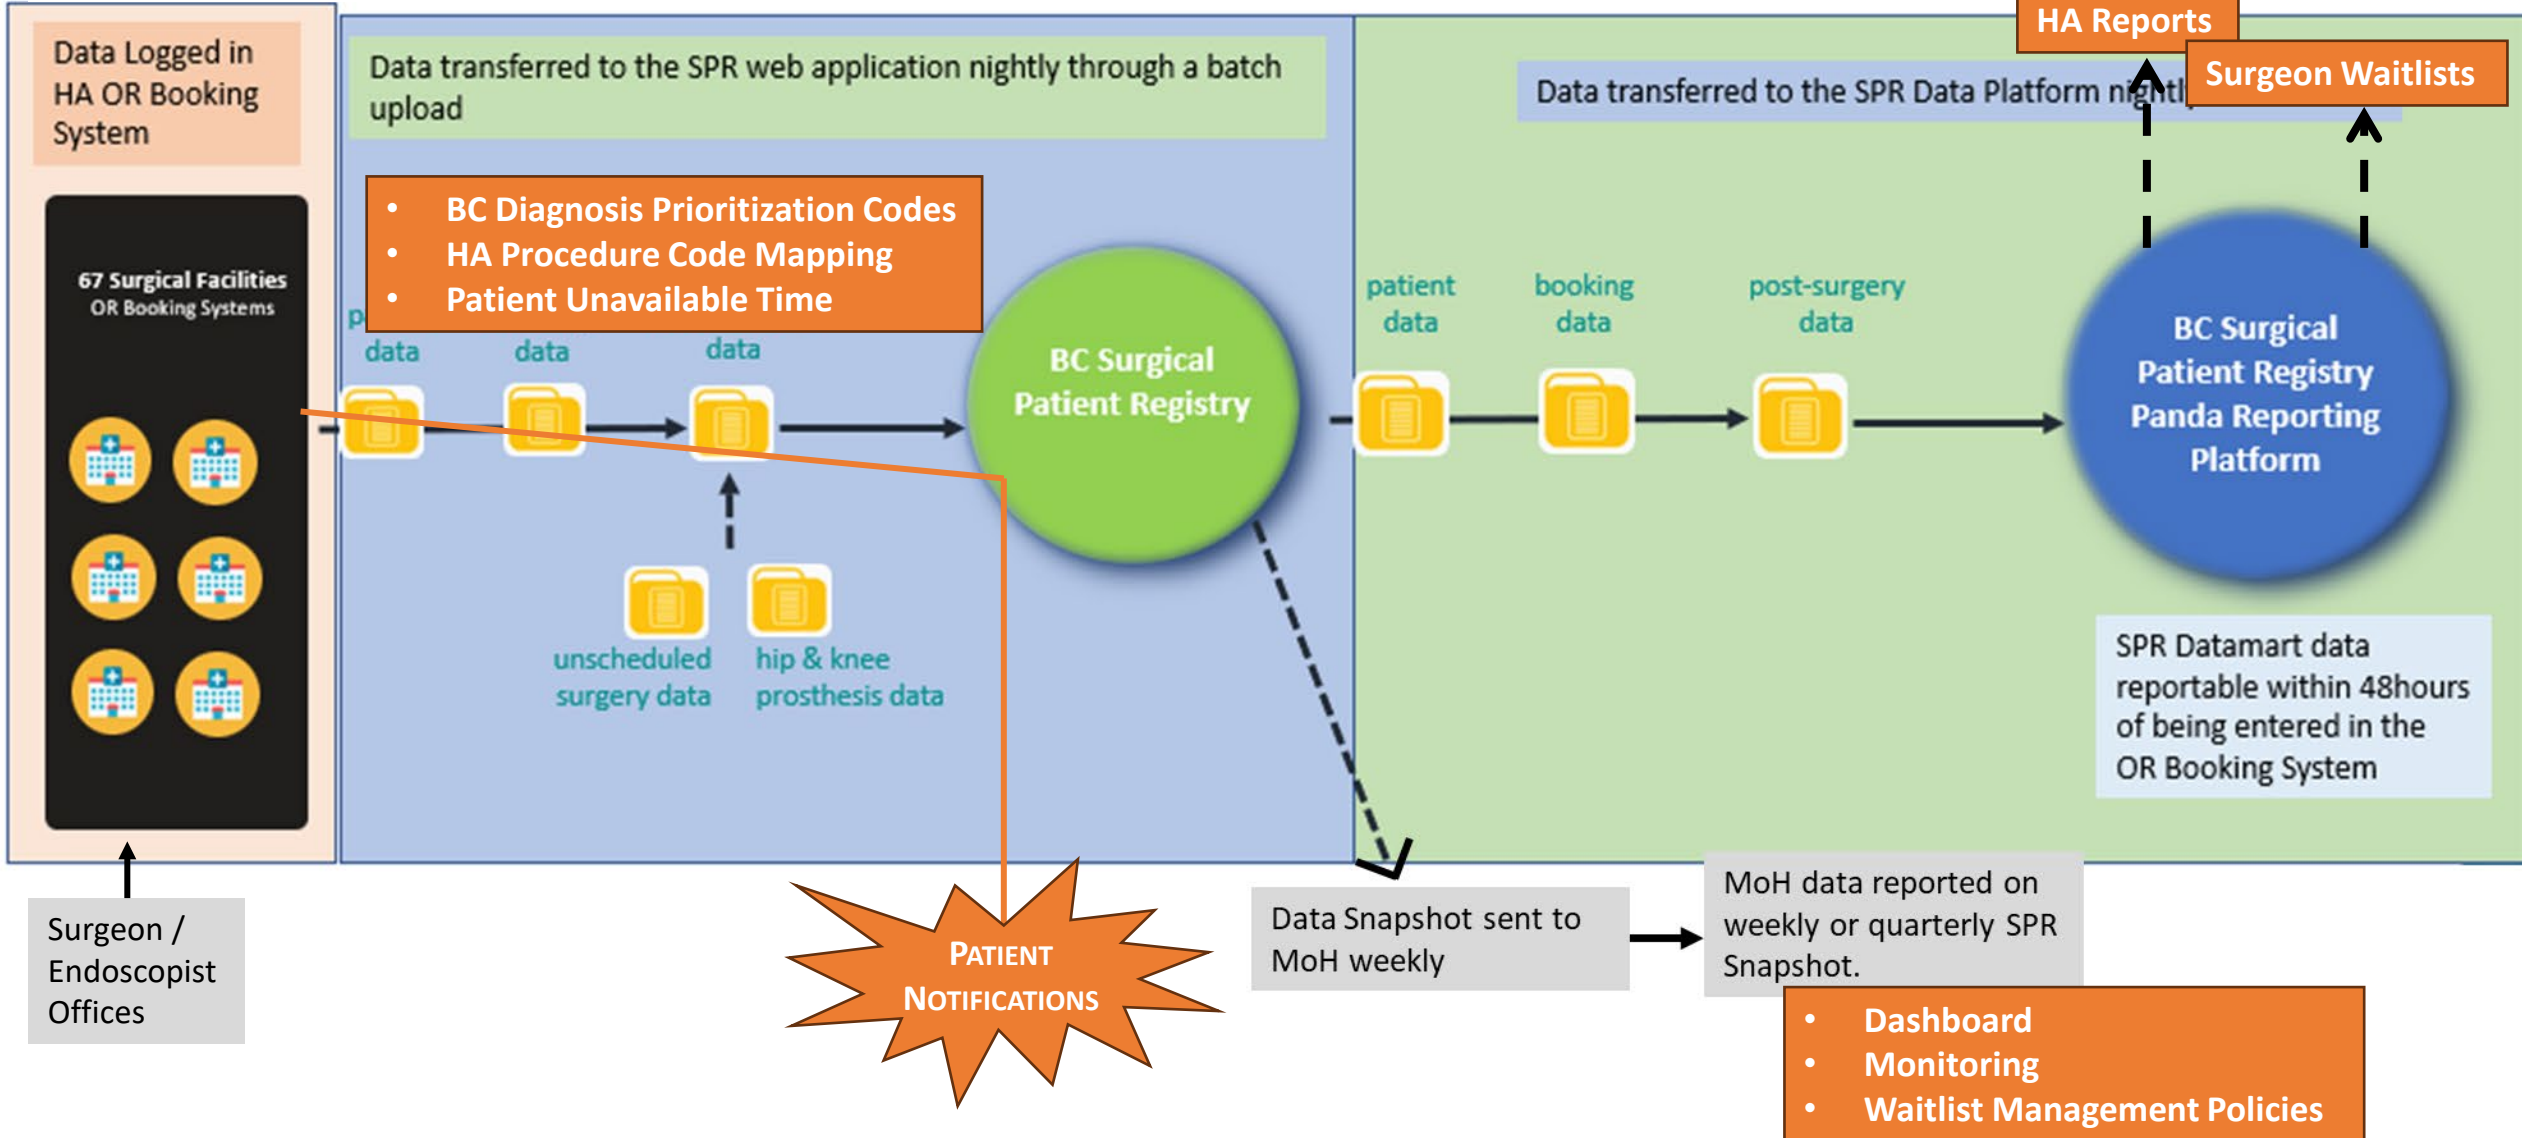 HA Reports
Surgeon Waitlists
Data Logged in
HA OR Booking
System
Data transferred to the SPR web application nightly through a batch
upload
Data transferred to the SPR Data Platform nightly
• BC Diagnosis Prioritization Codes
• HA Procedure Code Mapping
• Patient Unavailable Time
67 Surgical Facilities
OR Booking Systems
data
data
data
BC Surgical
Patient Registry
patient
data
booking
data
post-surgery
data
BC Surgical
Patient Registry
Panda Reporting
Platform
unscheduled
surgery data
hip & knee
prosthesis data
SPR Datamart data
reportable within 48hours
of being entered in the
OR Booking System
Surgeon /
Endoscopist
Offices
PATIENT
NOTIFICATIONS
Data Snapshot sent to
MoH weekly
MoH data reported on
weekly or quarterly SPR
Snapshot.
• Dashboard
• Monitoring
• Waitlist Management Policies